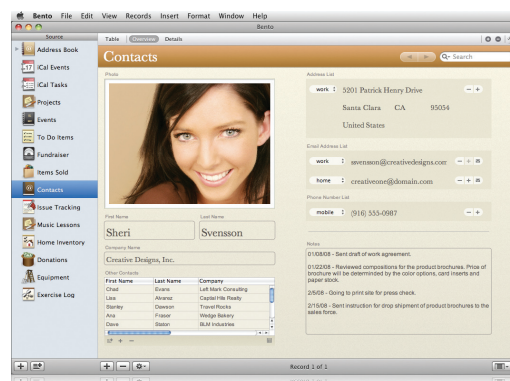 Bento File Edit View Records Insert Format Window Help
Bento
Source
Table Overview Details
Address Book
iCal Events
iCal Tasks
Projects
Events
To Do Items
Fundraiser
Items Sold
Contacts
Issue Tracking
Music Lessons
Home Inventory
Donations
Equipment
Exercise Log
Contacts
Search
Photo
First Name Last Name
Sheri Svensson
Company Name
Creative Designs, Inc.
Other Contacts
First Name Last Name Company
Chad Evans Left Mark Consulting
Lisa Alvarez Capital Hile Realty
Stanley Dawson Travel Rocks
Ana Fraser Wedge Bakery
Dave Staton BLM Industries
Address List
work 5201 Patrick Henry Drive
Santa Clara CA 95054
United States
Email Address List
work ssvensson@creativedesigns.com
home creativeone@domain.com
Phone Number List
mobile (916) 555-0987
Notes
01/08/08 - Sent draft of work agreement.
01/22/08 - Reviewed compositions for the product brochures. Price of
brochure will be determined by the color options, card inserts and
paper stock.
2/5/08 - Going to print site for press check.
2/15/08 - Sent instruction for drop shipment of product brochures to the
sales force.
Record 1 of 1